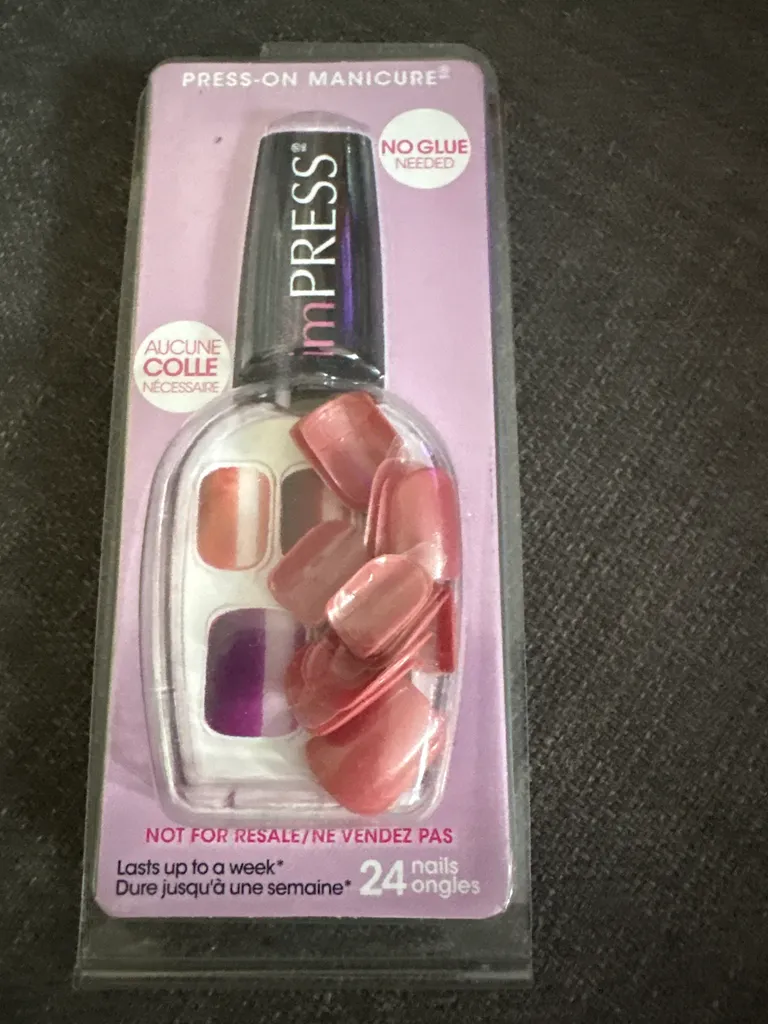 PRESS-ON MANICURE®
imPRESS®
NO GLUE
NEEDED
AUCUNE
COLLE
NÉCESSAIRE
NOT FOR RESALE/NE VENDEZ PAS
Lasts up to a week*
Dure jusqu'à une semaine*
24 nails
ongles